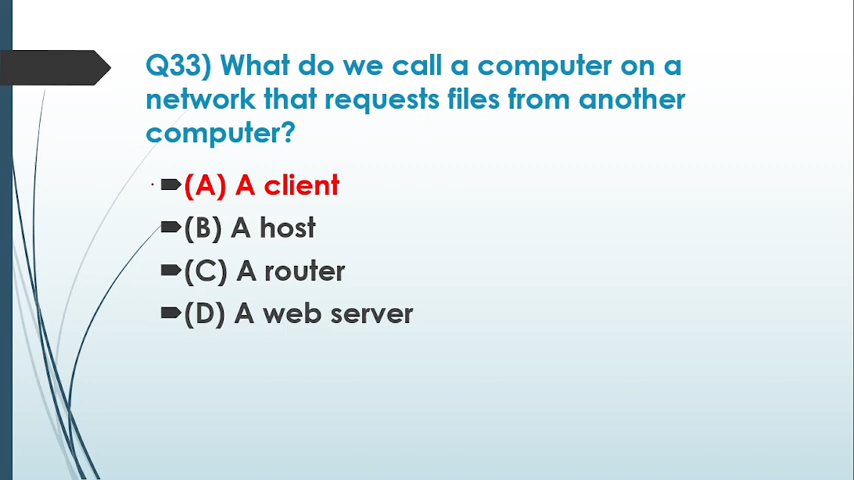 Q33) What do we call a computer on a
network that requests files from another
computer?
(A) A client
(B) A host
(C) A router
(D) A web server